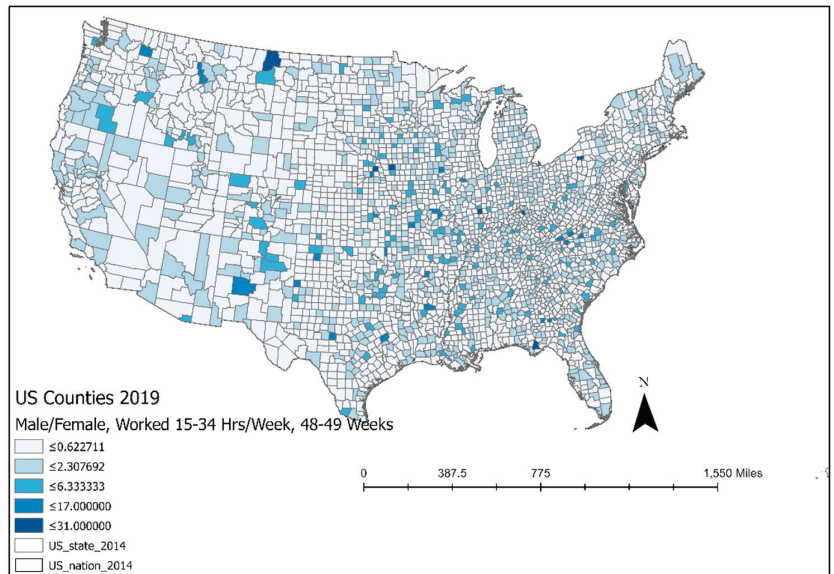 N
US Counties 2019
Male/Female, Worked 15-34 Hrs/Week, 48-49 Weeks
≤0.622711
≤2.307692
≤6.333333
≤17.000000
≤31.000000
US_state_2014
US_nation_2014
0 387.5 775 1,550 Miles